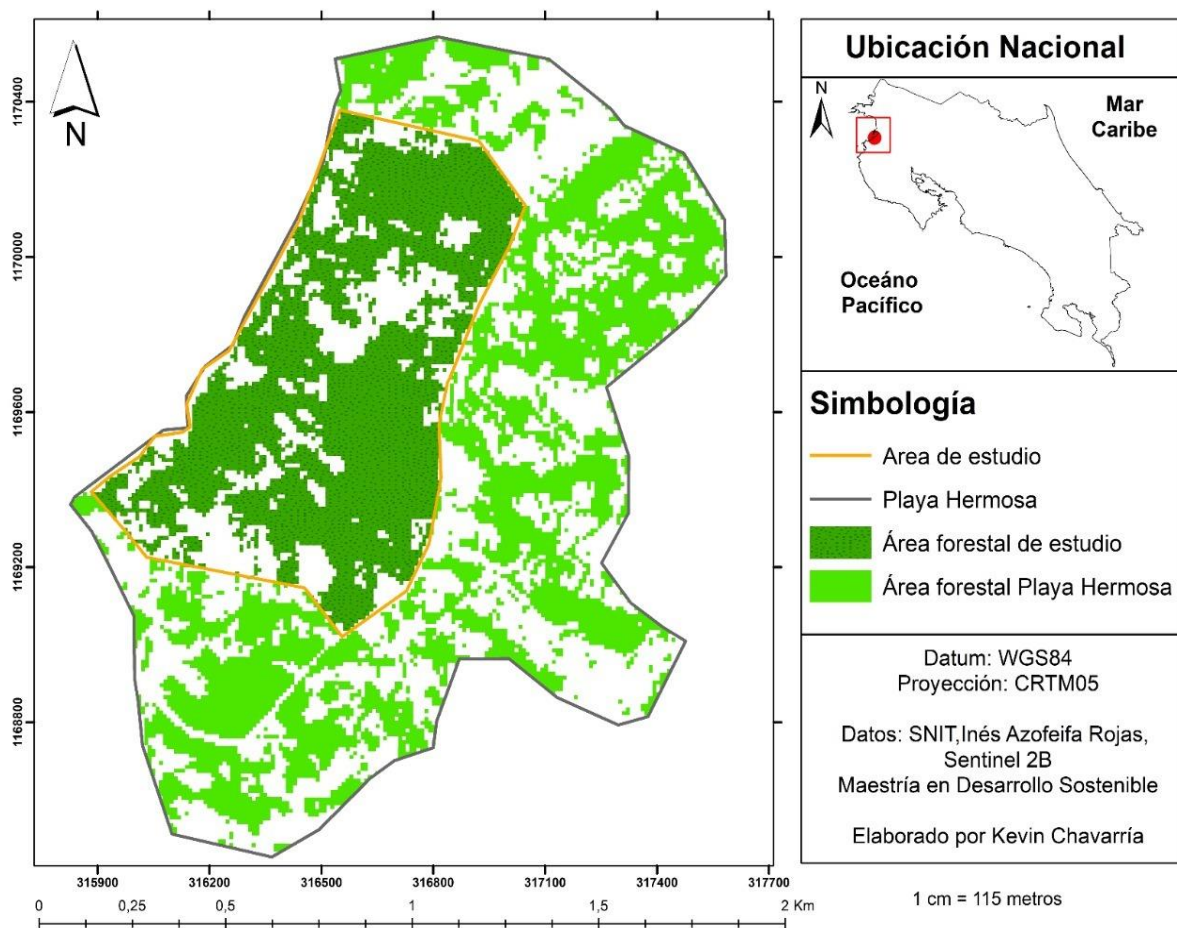 N
1170400
1170000
1169600
1169200
1168800
315900
316200
316500
316800
317100
317400
317700
0
0,25
0,5
1
1,5
2 Km
Ubicación Nacional
N
Mar
Caribe
Oceáno
Pacífico
Simbología
Area de estudio
Playa Hermosa
Área forestal de estudio
Área forestal Playa Hermosa
Datum: WGS84
Proyección: CRTM05
Datos: SNIT,Inés Azofeifa Rojas,
Sentinel 2B
Maestría en Desarrollo Sostenible
Elaborado por Kevin Chavarría
1 cm = 115 metros